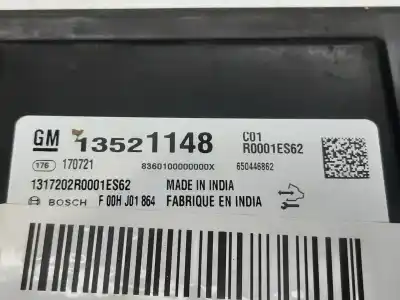 GM 13521148 C01
R0001ES62
176 170721 8360100000000X 650446862
1317202R0001ES62 MADE IN INDIA
BOSCH F 00H J01 864 FABRIQUE EN INDIA